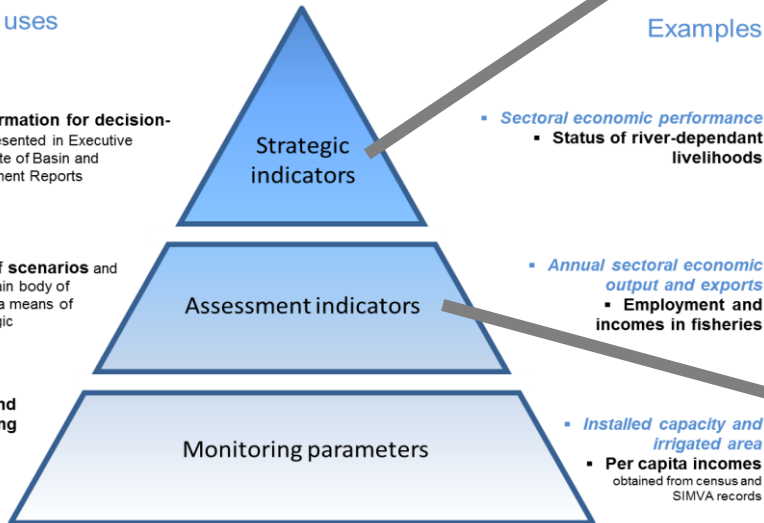 uses
Examples
rmation for decision-
esented in Executive
te of Basin and
ment Reports
Strategic
indicators
▪ Sectoral economic performance
▪ Status of river-dependant
livelihoods
f scenarios and
ain body of
a means of
gic
Assessment indicators
▪ Annual sectoral economic
output and exports
▪ Employment and
incomes in fisheries
nd
ng
Monitoring parameters
▪ Installed capacity and
irrigated area
▪ Per capita incomes
obtained from census and
SIMVA records